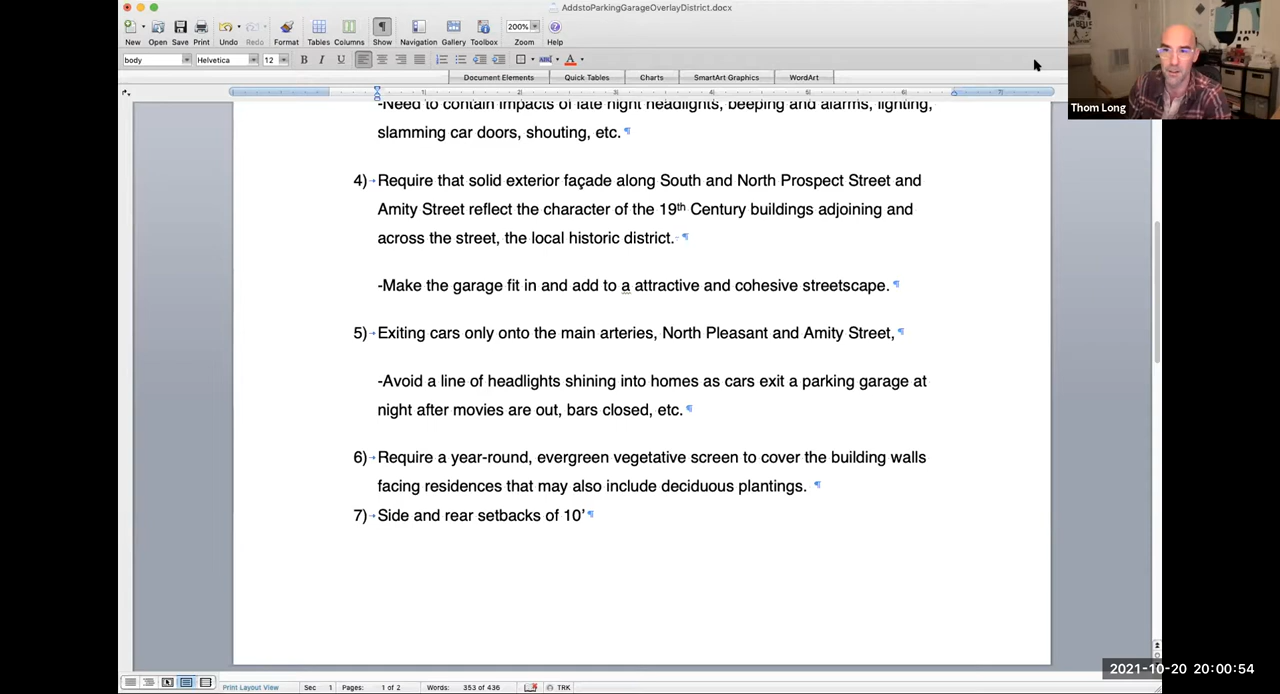 AddstoParkingGarageOverlayDistrict.docx
New Open Save Print Undo Redo Format Tables Columns Show Navigation Gallery Toolbox Zoom Help
200%
body Helvetica 12 B I U
Document Elements Quick Tables Charts SmartArt Graphics WordArt
1 2 3 4 5 6 7
Thom Long
-Need to contain impacts of late night headlights, beeping and alarms, lighting,
slamming car doors, shouting, etc. ¶
4) Require that solid exterior façade along South and North Prospect Street and
Amity Street reflect the character of the 19th Century buildings adjoining and
across the street, the local historic district. ¶
-Make the garage fit in and add to a attractive and cohesive streetscape. ¶
5) Exiting cars only onto the main arteries, North Pleasant and Amity Street, ¶
-Avoid a line of headlights shining into homes as cars exit a parking garage at
night after movies are out, bars closed, etc. ¶
6) Require a year-round, evergreen vegetative screen to cover the building walls
facing residences that may also include deciduous plantings. ¶
7) Side and rear setbacks of 10’ ¶
2021-10-20 20:00:54
Print Layout View Sec 1 Pages: 1 of 2 Words: 353 of 436 TRK